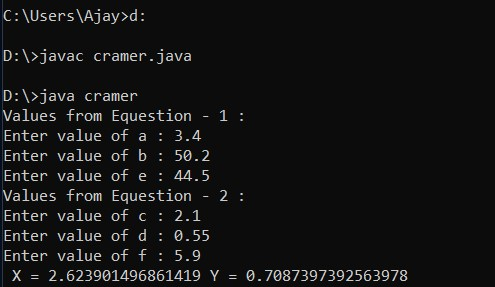 C:\Users\Ajay>d:
D:\>javac cramer.java
D:\>java cramer
Values from Equestion - 1 :
Enter value of a : 3.4
Enter value of b : 50.2
Enter value of e : 44.5
Values from Equestion - 2 :
Enter value of c : 2.1
Enter value of d : 0.55
Enter value of f : 5.9
X = 2.623901496861419 Y = 0.7087397392563978